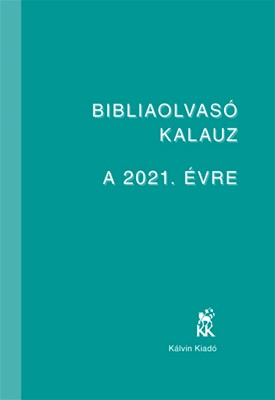 BIBLIAOLVASÓ
KALAUZ
A 2021. ÉVRE
KK
Kálvin Kiadó